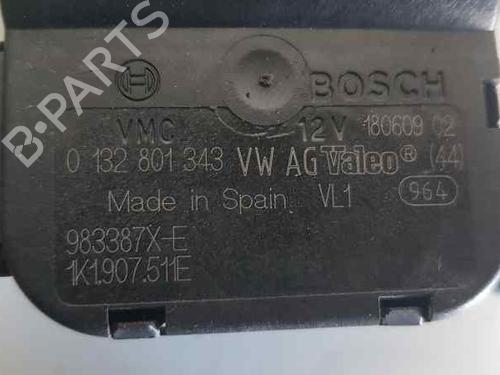 B-PARTS
BOSCH
VMC 12V 180609 02
0 132 801 343 VW AG Valeo® (44)
Made in Spain VL1 964
983387X-E
1K1.907.511E